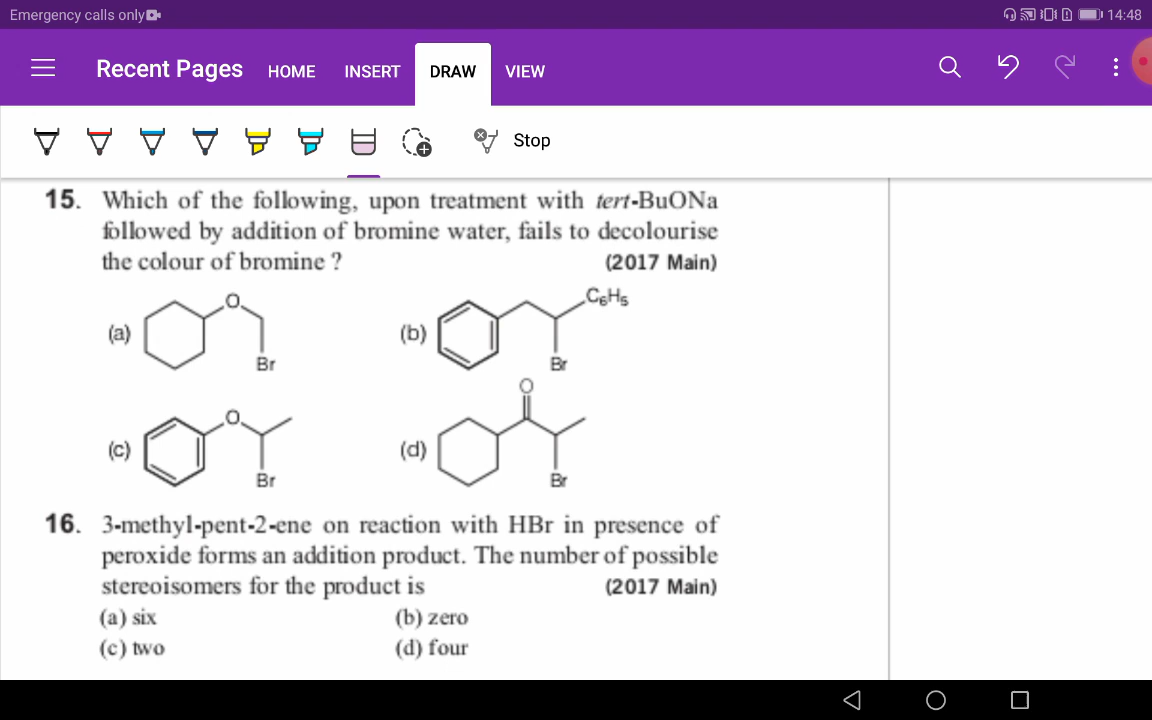 Emergency calls only
14:48
Recent Pages HOME INSERT DRAW VIEW
Stop
15. Which of the following, upon treatment with tert-BuONa
followed by addition of bromine water, fails to decolourise
the colour of bromine ? (2017 Main)
(a) O Br
(b) C6H5 Br
(c) O Br
(d) O Br
16. 3-methyl-pent-2-ene on reaction with HBr in presence of
peroxide forms an addition product. The number of possible
stereoisomers for the product is (2017 Main)
(a) six (b) zero
(c) two (d) four